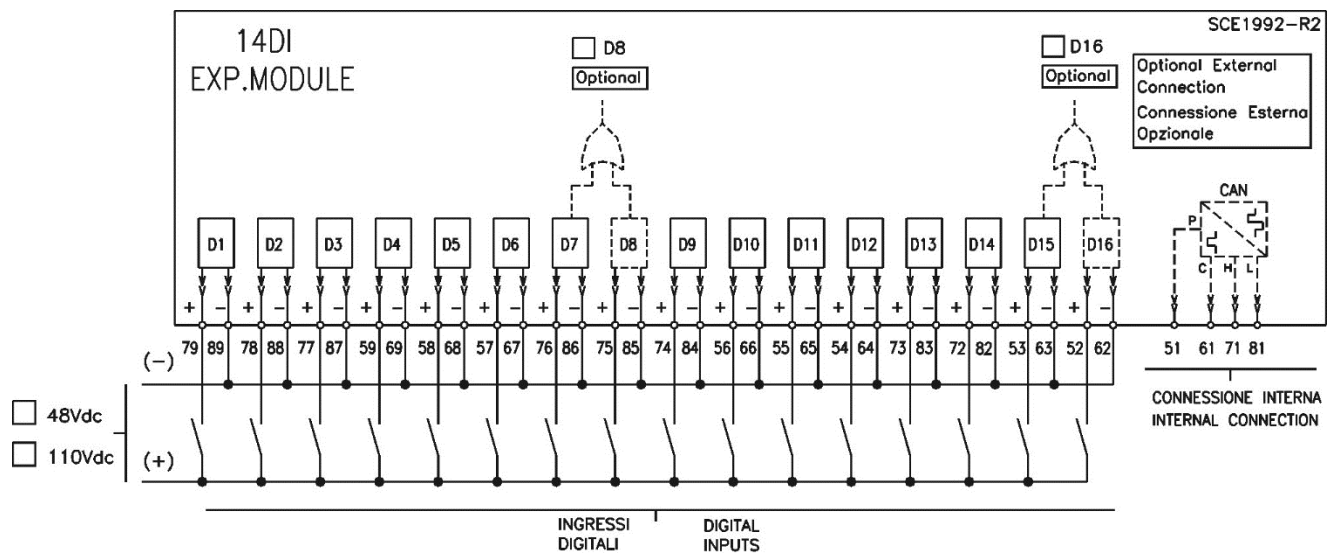 SCE1992-R2
14DI
EXP.MODULE
D8
Optional
D16
Optional
Optional External
Connection
Connessione Esterna
Opzionale
CAN
P
C H L
D1 D2 D3 D4 D5 D6 D7 D8 D9 D10 D11 D12 D13 D14 D15 D16
+ - + - + - + - + - + - + - + - + - + - + - + - + - + - + - + -
79 89 78 88 77 87 59 69 58 68 57 67 76 86 75 85 74 84 56 66 55 65 54 64 73 83 72 82 53 63 52 62 51 61 71 81
(-)
48Vdc
110Vdc
(+)
CONNESSIONE INTERNA
INTERNAL CONNECTION
INGRESSI
DIGITALI
DIGITAL
INPUTS